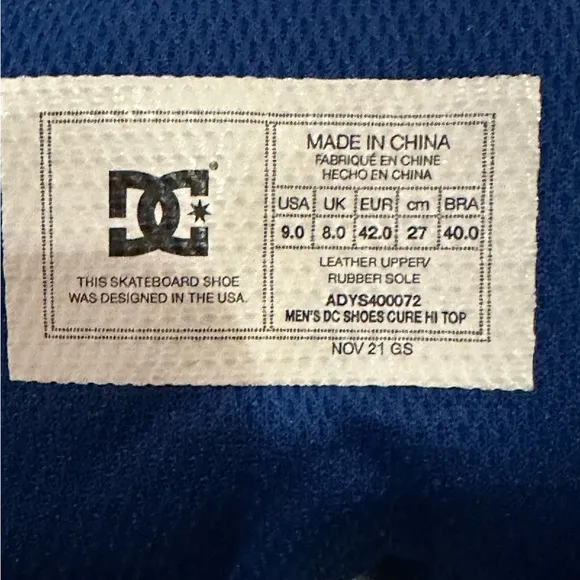 DC
®
THIS SKATEBOARD SHOE
WAS DESIGNED IN THE USA.
MADE IN CHINA
FABRIQUÉ EN CHINE
HECHO EN CHINA
USA UK EUR cm BRA
9.0 8.0 42.0 27 40.0
LEATHER UPPER/
RUBBER SOLE
ADYS400072
MEN'S DC SHOES CURE HI TOP
NOV 21 GS